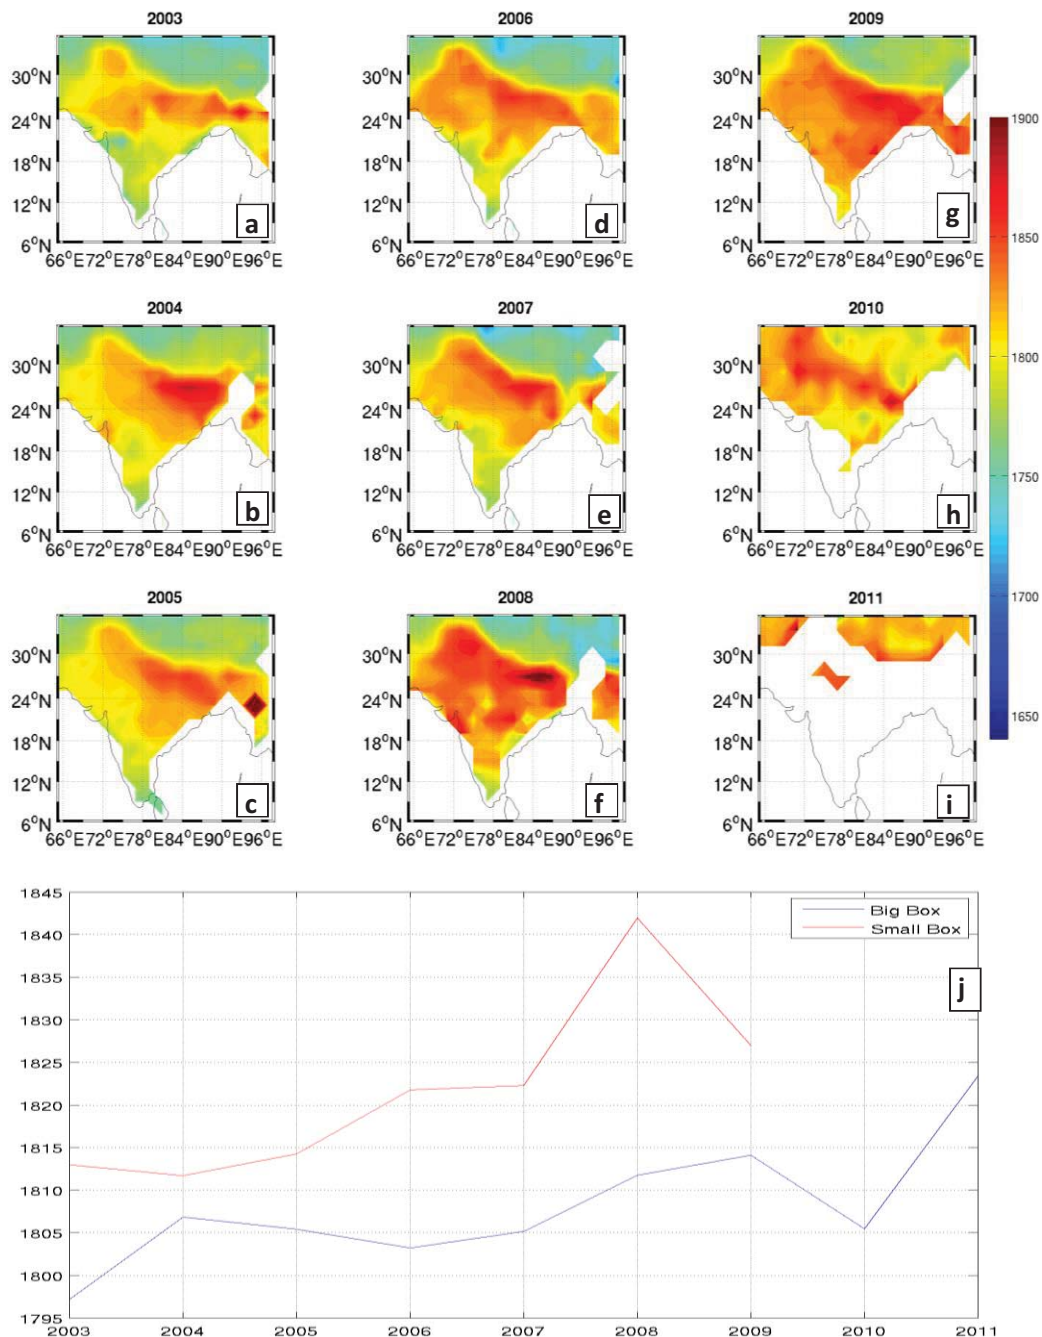 2003 2006 2009
30°N 30°N 30°N
24°N 24°N 24°N
18°N 18°N 18°N
12°N 12°N 12°N
6°N 6°N 6°N
a d g
66°E72°E78°E84°E90°E96°E 66°E72°E78°E84°E90°E96°E 66°E72°E78°E84°E90°E96°E
2004 2007 2010
30°N 30°N 30°N
24°N 24°N 24°N
18°N 18°N 18°N
12°N 12°N 12°N
6°N 6°N 6°N
b e h
66°E72°E78°E84°E90°E96°E 66°E72°E78°E84°E90°E96°E 66°E72°E78°E84°E90°E96°E
2005 2008 2011
30°N 30°N 30°N
24°N 24°N 24°N
18°N 18°N 18°N
12°N 12°N 12°N
6°N 6°N 6°N
c f i
66°E72°E78°E84°E90°E96°E 66°E72°E78°E84°E90°E96°E 66°E72°E78°E84°E90°E96°E
1900
1850
1800
1750
1700
1650
1845
1840
1835
1830
1825
1820
1815
1810
1805
1800
1795
Big Box
Small Box
j
2003 2004 2005 2006 2007 2008 2009 2010 2011